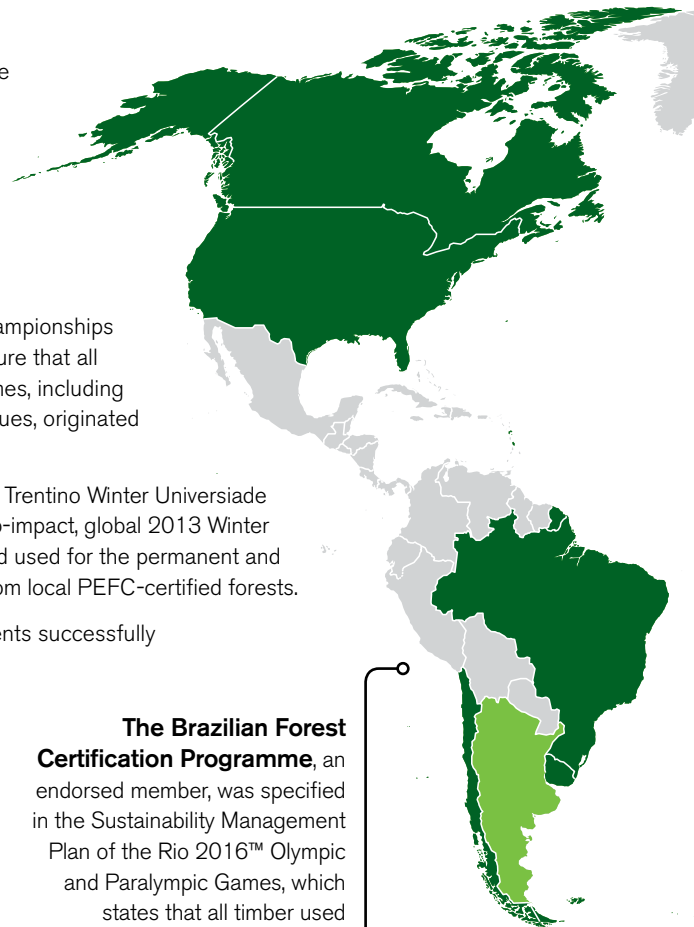 e
ampionships
ure that all
nes, including
ues, originated
Trentino Winter Universiade
o-impact, global 2013 Winter
d used for the permanent and
om local PEFC-certified forests.
ents successfully
The Brazilian Forest
Certification Programme, an
endorsed member, was specified
in the Sustainability Management
Plan of the Rio 2016™ Olympic
and Paralympic Games, which
states that all timber used